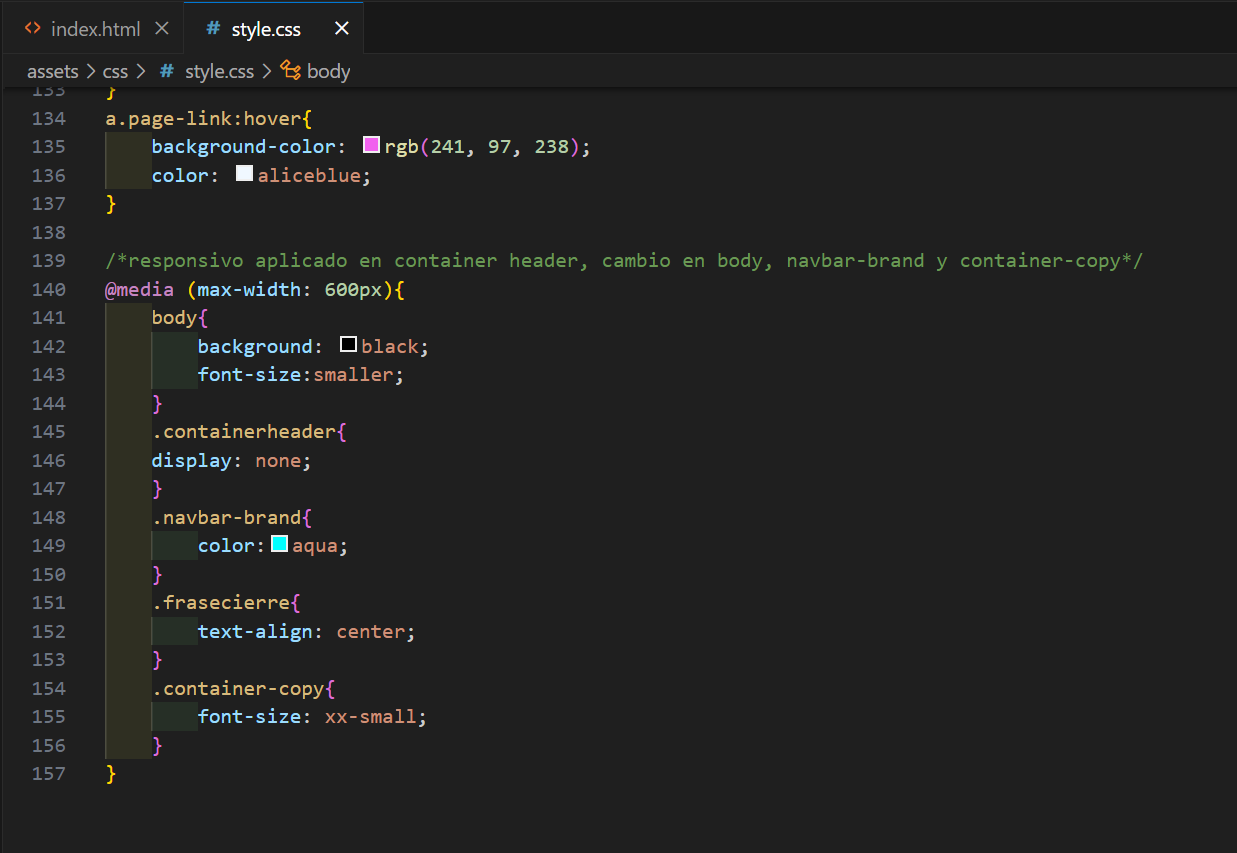 index.html
# style.css
assets > css > # style.css > body
133 }
134 a.page-link:hover{
135 background-color: rgb(241, 97, 238);
136 color: aliceblue;
137 }
138
139 /*responsivo aplicado en container header, cambio en body, navbar-brand y container-copy*/
140 @media (max-width: 600px){
141 body{
142 background: black;
143 font-size:smaller;
144 }
145 .containerheader{
146 display: none;
147 }
148 .navbar-brand{
149 color: aqua;
150 }
151 .frasecierre{
152 text-align: center;
153 }
154 .container-copy{
155 font-size: xx-small;
156 }
157 }